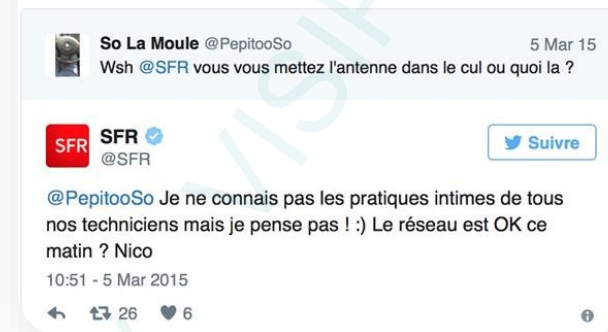 So La Moule @PepitooSo 5 Mar 15
Wsh @SFR vous vous mettez l'antenne dans le cul ou quoi la ?
SFR
SFR
@SFR
Suivre
@PepitooSo Je ne connais pas les pratiques intimes de tous
nos techniciens mais je pense pas ! :) Le réseau est OK ce
matin ? Nico
10:51 - 5 Mar 2015
26 6